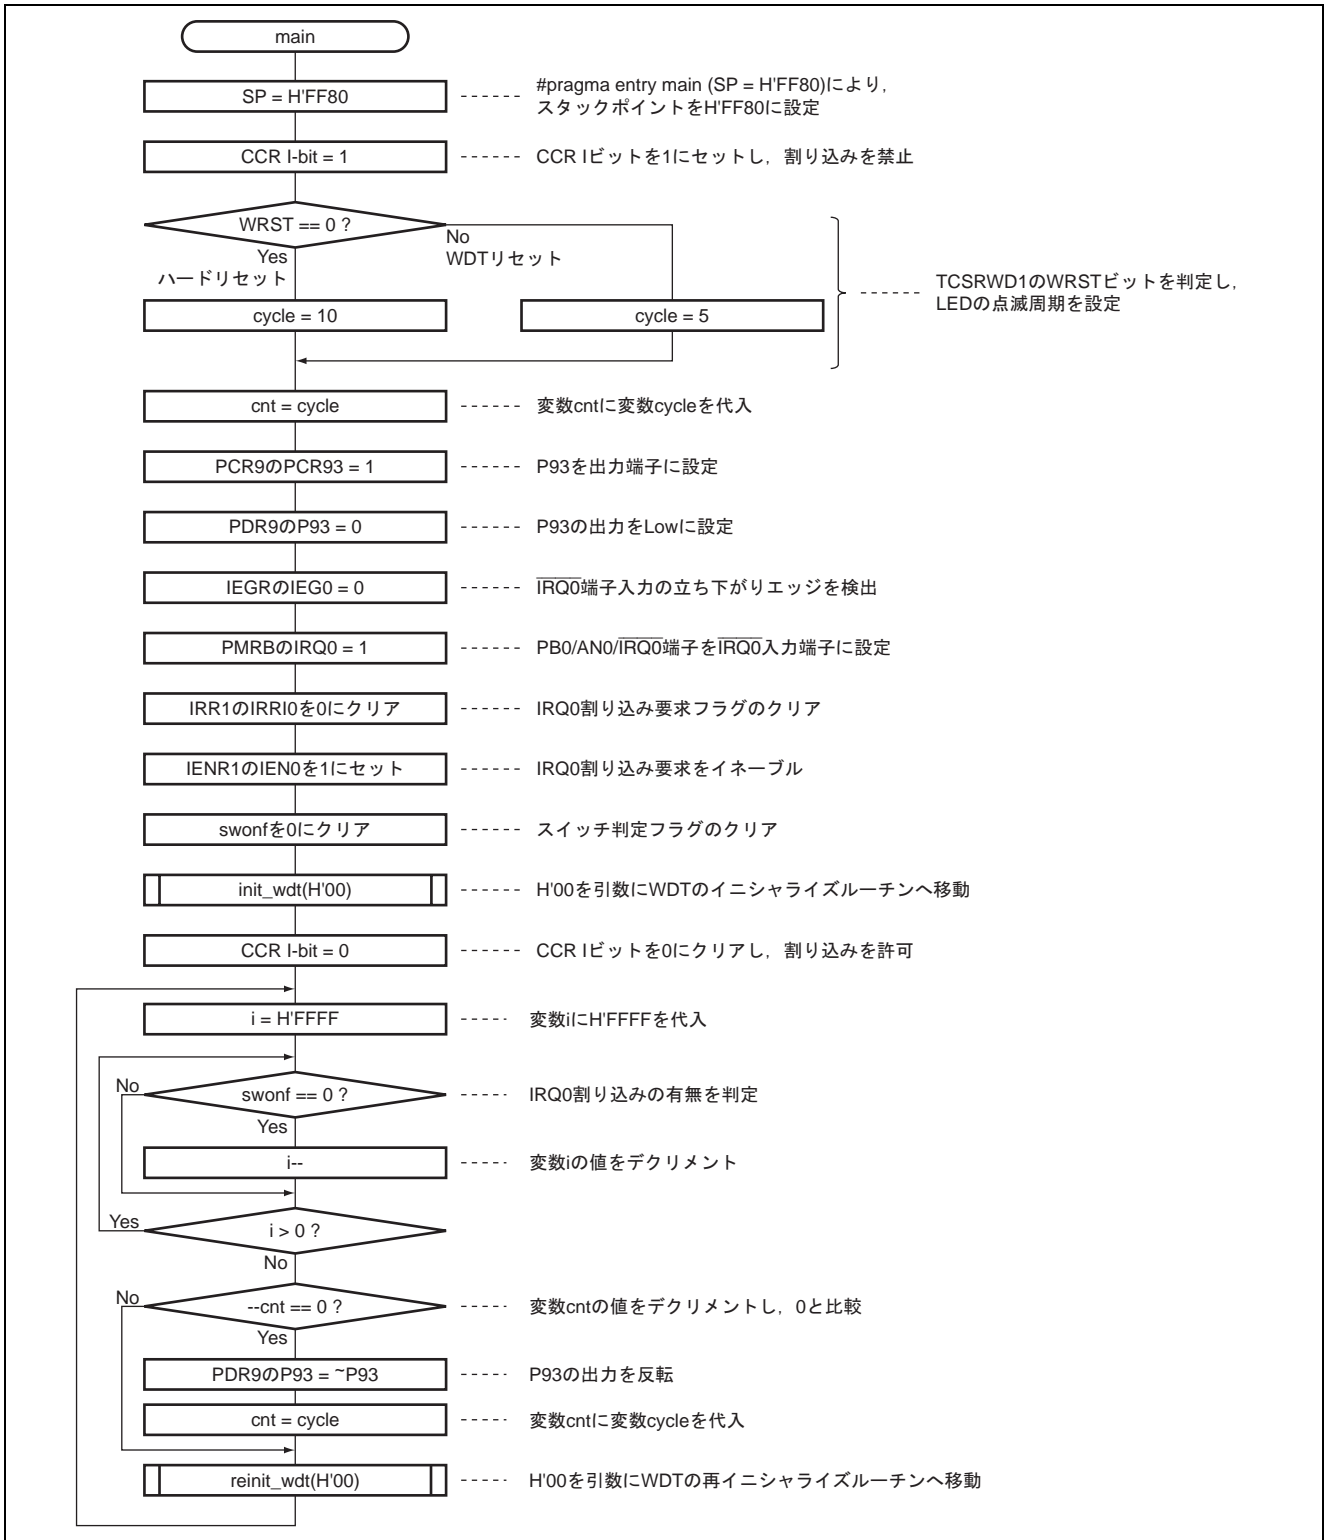 main
SP = H'FF80
#pragma entry main (SP = H'FF80)により,
スタックポイントをH'FF80に設定
CCR I-bit = 1
CCR Iビットを1にセットし，割り込みを禁止
WRST == 0 ?
No
WDTリセット
Yes
ハードリセット
TCSRWD1のWRSTビットを判定し,
LEDの点滅周期を設定
cycle = 10
cycle = 5
cnt = cycle
変数cntに変数cycleを代入
PCR9のPCR93 = 1
P93を出力端子に設定
PDR9のP93 = 0
P93の出力をLowに設定
IEGRのIEG0 = 0
IRQ0端子入力の立ち下がりエッジを検出
PMRBのIRQ0 = 1
PB0/AN0/IRQ0端子をIRQ0入力端子に設定
IRR1のIRRI0を0にクリア
IRQ0割り込み要求フラグのクリア
IENR1のIEN0を1にセット
IRQ0割り込み要求をイネーブル
swonfを0にクリア
スイッチ判定フラグのクリア
init_wdt(H'00)
H'00を引数にWDTのイニシャライズルーチンへ移動
CCR I-bit = 0
CCR Iビットを0にクリアし，割り込みを許可
i = H'FFFF
変数iにH'FFFFを代入
No
swonf == 0 ?
IRQ0割り込みの有無を判定
Yes
i--
変数iの値をデクリメント
Yes
i > 0 ?
No
No
--cnt == 0 ?
変数cntの値をデクリメントし，0と比較
Yes
PDR9のP93 = ~P93
P93の出力を反転
cnt = cycle
変数cntに変数cycleを代入
reinit_wdt(H'00)
H'00を引数にWDTの再イニシャライズルーチンへ移動